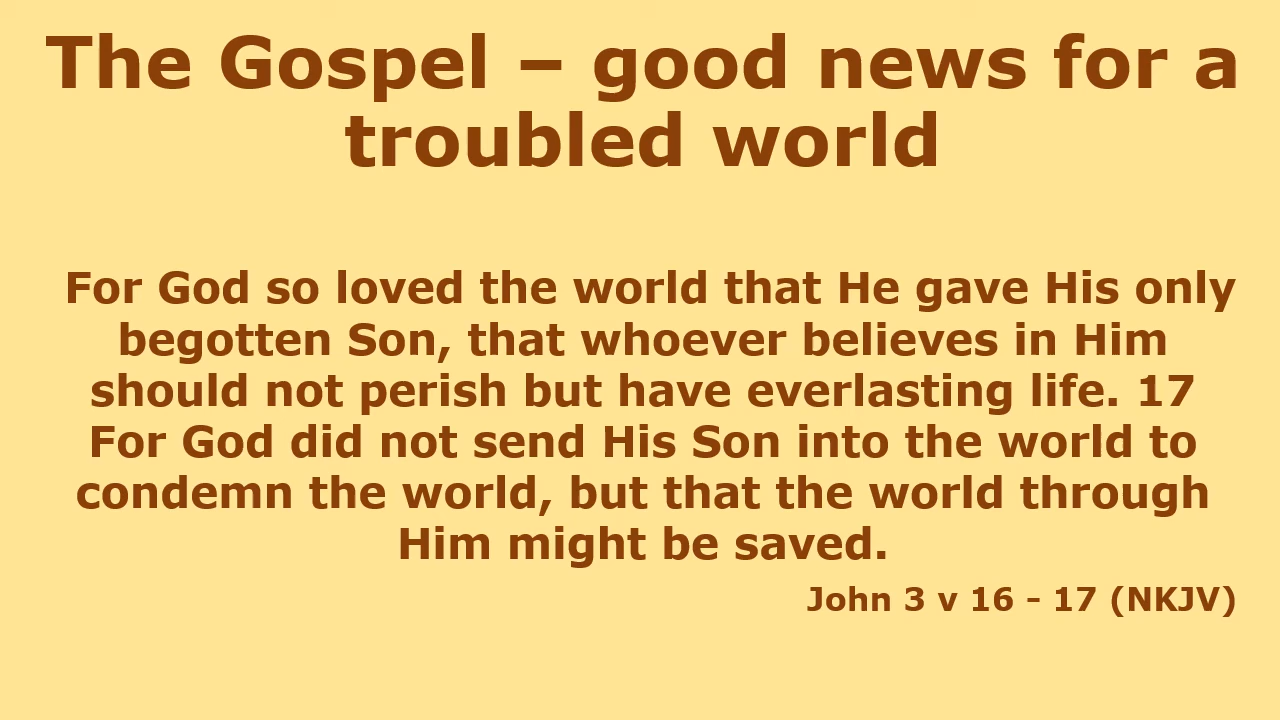 The Gospel – good news for a
troubled world
For God so loved the world that He gave His only
begotten Son, that whoever believes in Him
should not perish but have everlasting life. 17
For God did not send His Son into the world to
condemn the world, but that the world through
Him might be saved.
John 3 v 16 - 17 (NKJV)